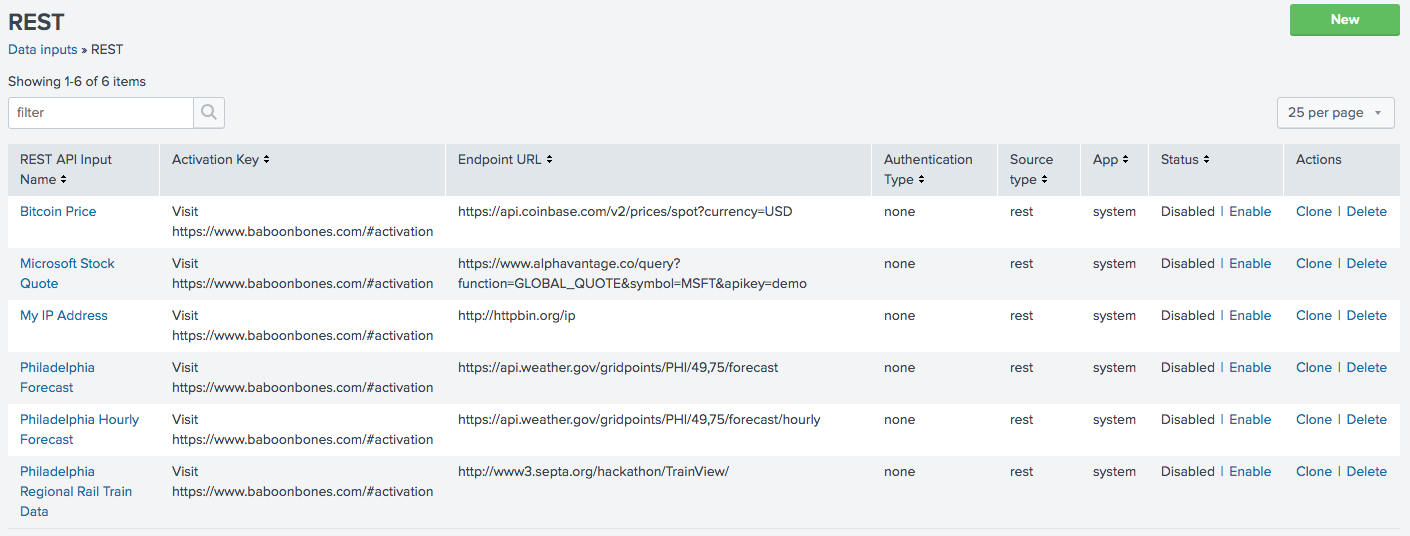 REST
New
Data inputs » REST
Showing 1-6 of 6 items
filter
25 per page
REST API Input Name Activation Key Endpoint URL Authentication Type Source type App Status Actions
Bitcoin Price Visit https://api.coinbase.com/v2/prices/spot?currency=USD none rest system Disabled | Enable Clone | Delete
https://www.baboonbones.com/#activation
Microsoft Stock Visit https://www.alphavantage.co/query? none rest system Disabled | Enable Clone | Delete
Quote https://www.baboonbones.com/#activation function=GLOBAL_QUOTE&symbol=MSFT&apikey=demo
My IP Address Visit http://httpbin.org/ip none rest system Disabled | Enable Clone | Delete
https://www.baboonbones.com/#activation
Philadelphia Visit https://api.weather.gov/gridpoints/PHI/49,75/forecast none rest system Disabled | Enable Clone | Delete
Forecast https://www.baboonbones.com/#activation
Philadelphia Hourly Visit https://api.weather.gov/gridpoints/PHI/49,75/forecast/hourly none rest system Disabled | Enable Clone | Delete
Forecast https://www.baboonbones.com/#activation
Philadelphia Visit http://www3.septa.org/hackathon/TrainView/ none rest system Disabled | Enable Clone | Delete
Regional Rail Train https://www.baboonbones.com/#activation
Data